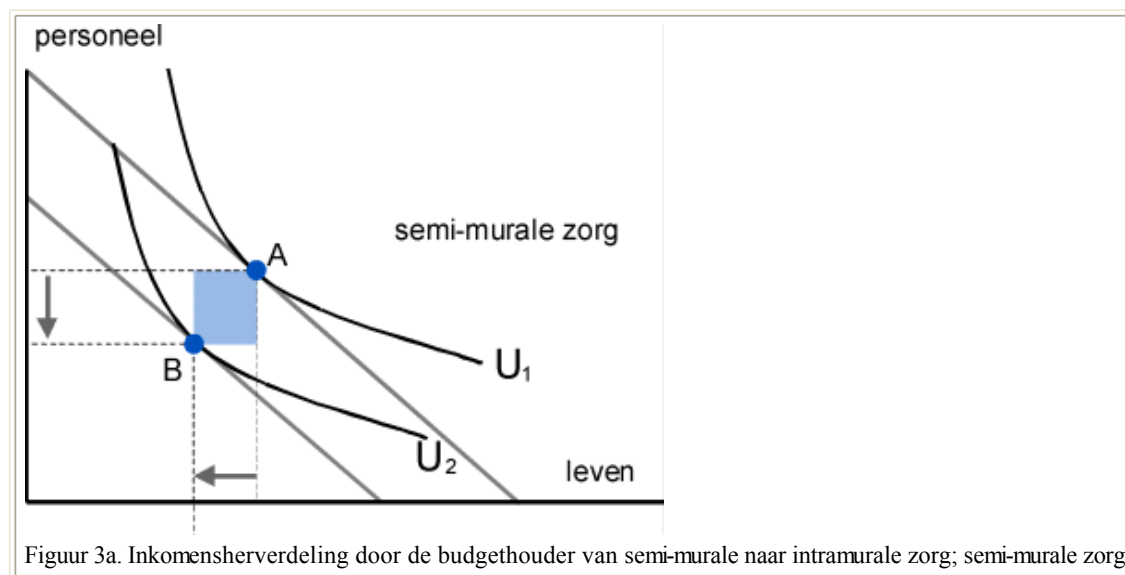 personeel
A
semi-murale zorg
B
U1
U2
leven
Figuur 3a. Inkomensherverdeling door de budgethouder van semi-murale naar intramurale zorg; semi-murale zorg